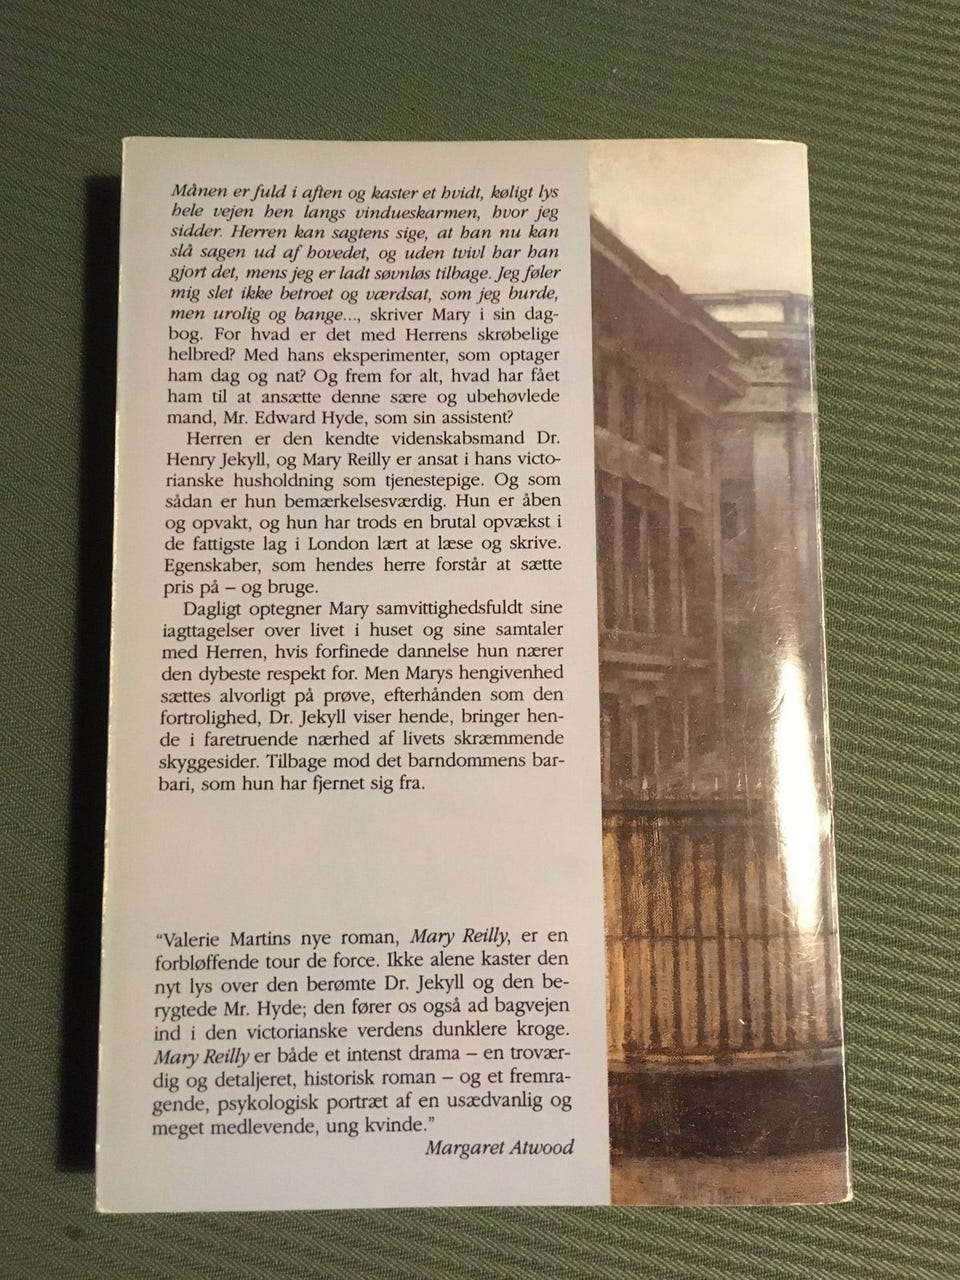 Månen er fuld i aften og kaster et hvidt, køligt lys
hele vejen hen langs vindueskarmen, hvor jeg
sidder. Herren kan sagtens sige, at han nu kan
slå sagen ud af hovedet, og uden tvivl har han
gjort det, mens jeg er ladt søvnløs tilbage. Jeg føler
mig slet ikke betroet og værdsat, som jeg burde,
men urolig og bange..., skriver Mary i sin dag-
bog. For hvad er det med Herrens skrøbelige
helbred? Med hans eksperimenter, som optager
ham dag og nat? Og frem for alt, hvad har fået
ham til at ansætte denne sære og ubehøvlede
mand, Mr. Edward Hyde, som sin assistent?
Herren er den kendte videnskabsmand Dr.
Henry Jekyll, og Mary Reilly er ansat i hans victo-
rianske husholdning som tjenestepige. Og som
sådan er hun bemærkelsesværdig. Hun er åben
og opvakt, og hun har trods en brutal opvækst i
de fattigste lag i London lært at læse og skrive.
Egenskaber, som hendes herre forstår at sætte
pris på – og bruge.
Dagligt optegner Mary samvittighedsfuldt sine
iagttagelser over livet i huset og sine samtaler
med Herren, hvis forfinede dannelse hun nærer
den dybeste respekt for. Men Marys hengivenhed
sættes alvorligt på prøve, efterhånden som den
fortrolighed, Dr. Jekyll viser hende, bringer hen-
de i faretruende nærhed af livets skræmmende
skyggesider. Tilbage mod det barndommens bar-
bari, som hun har fjernet sig fra.
“Valerie Martins nye roman, Mary Reilly, er en
forbløffende tour de force. Ikke alene kaster den
nyt lys over den berømte Dr. Jekyll og den be-
rygtede Mr. Hyde; den fører os også ad bagvejen
ind i den victorianske verdens dunklere kroge.
Mary Reilly er både et intenst drama – en trovær-
dig og detaljeret, historisk roman – og et fremra-
gende, psykologisk portræt af en usædvanlig og
meget medlevende, ung kvinde.”
Margaret Atwood